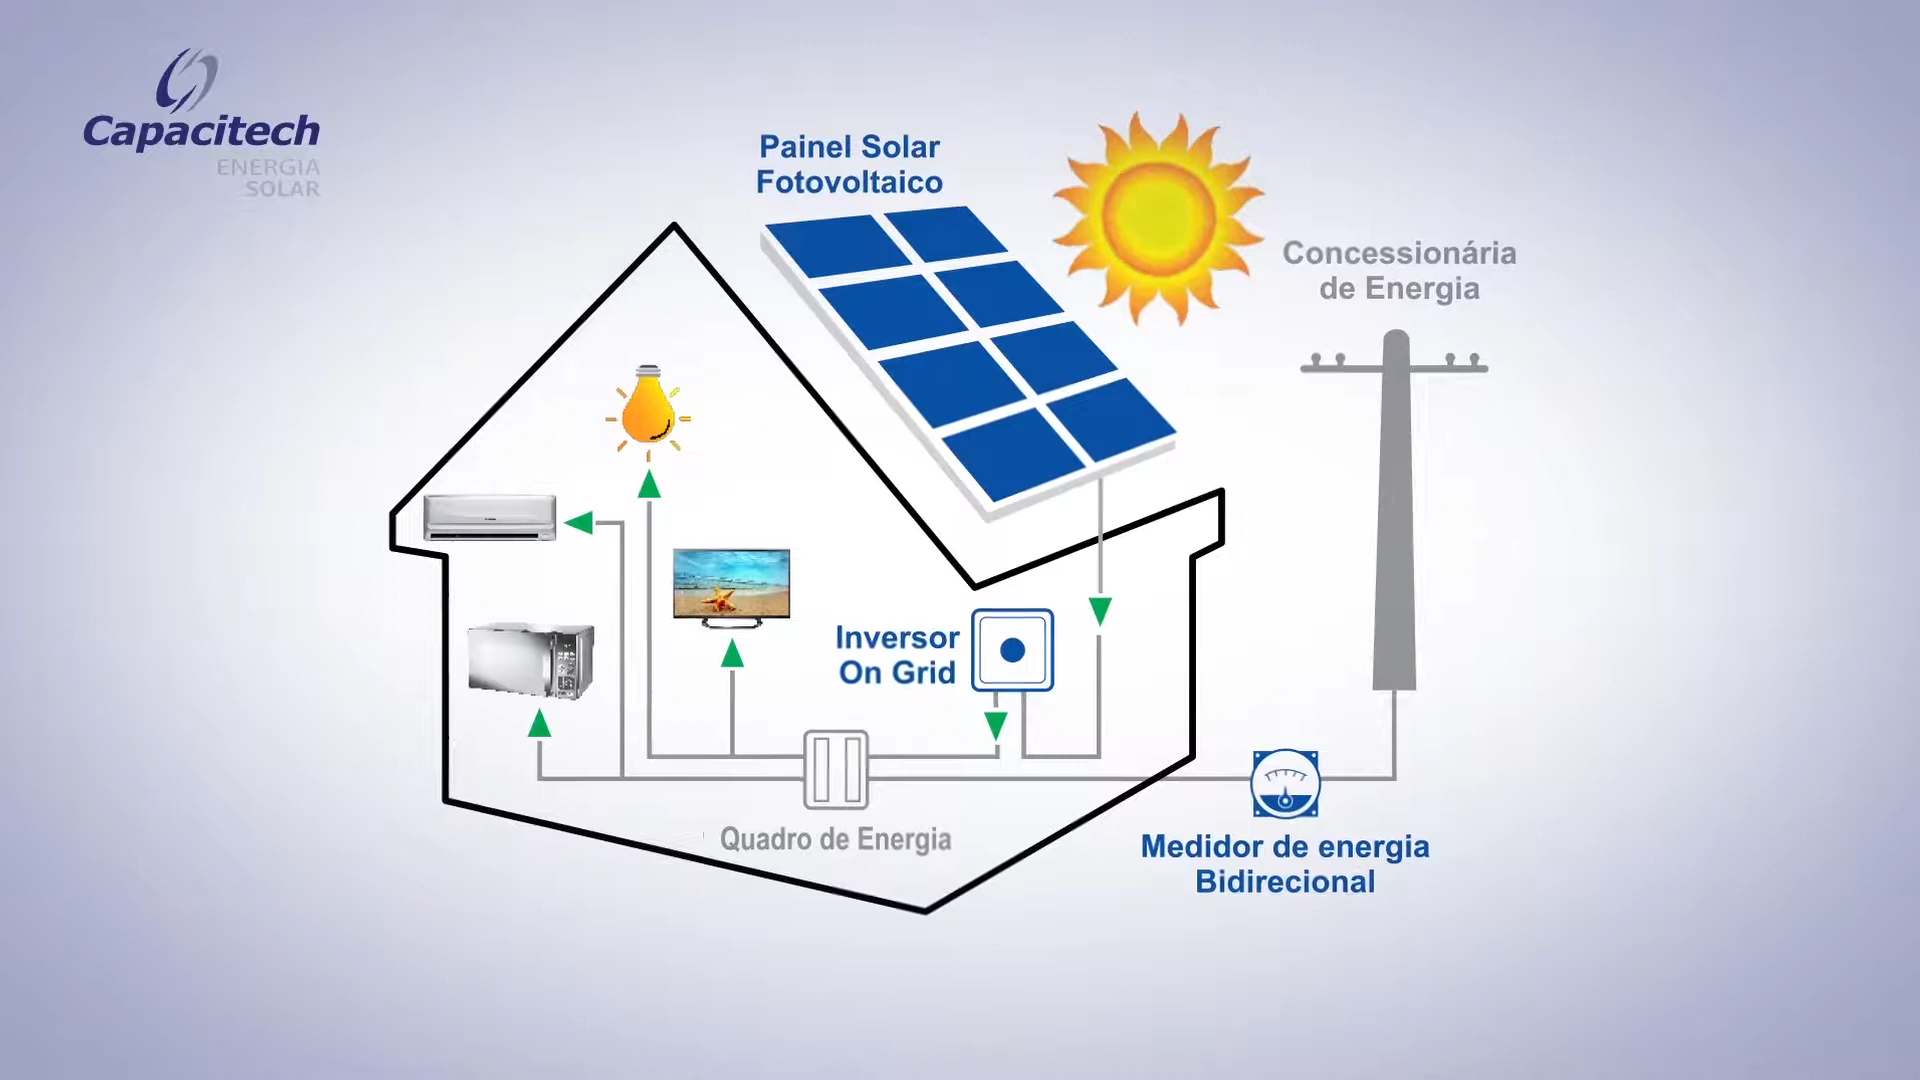 Capacitech
ENERGIA
SOLAR
Painel Solar
Fotovoltaico
Concessionária
de Energia
Inversor
On Grid
Quadro de Energia
Medidor de energia
Bidirecional